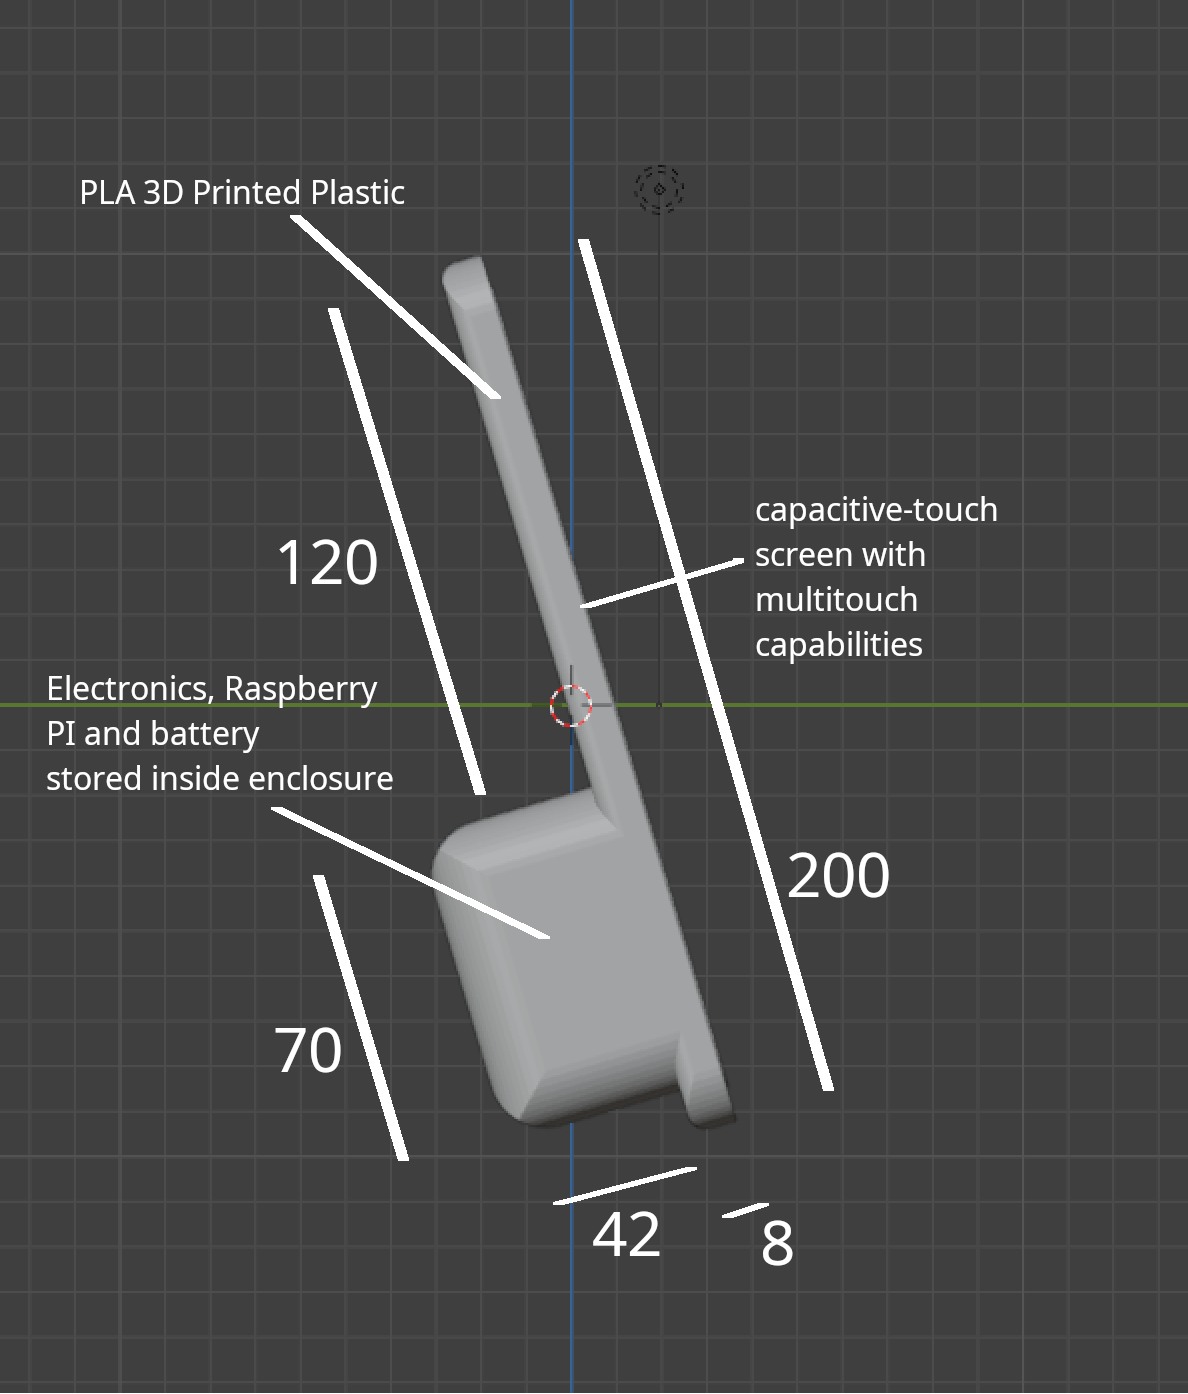 PLA 3D Printed Plastic
capacitive-touch
screen with
multitouch
capabilities
120
Electronics, Raspberry
PI and battery
stored inside enclosure
200
70
42
8